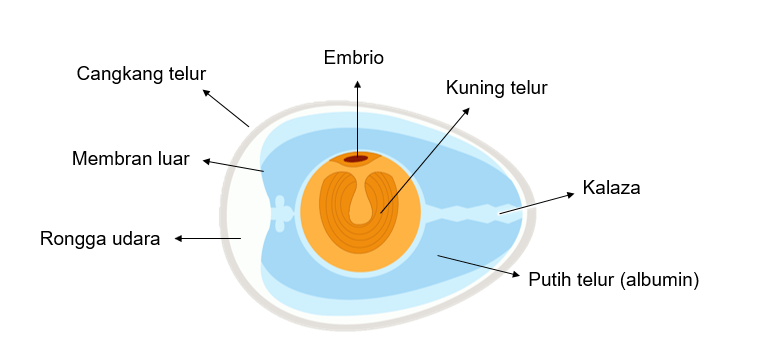 Embrio
Cangkang telur
Kuning telur
Membran luar
Kalaza
Rongga udara
Putih telur (albumin)